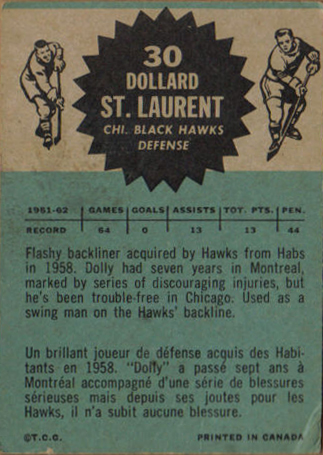 30
DOLLARD
ST. LAURENT
CHI. BLACK HAWKS
DEFENSE
1961-62 GAMES GOALS ASSISTS TOT. PTS. PEN.
RECORD 64 0 13 13 44
Flashy backliner acquired by Hawks from Habs
in 1958. Dolly had seven years in Montreal,
marked by series of discouraging injuries, but
he's been trouble-free in Chicago. Used as a
swing man on the Hawks' backline.
Un brillant joueur de défense acquis des Habi-
tants en 1958. "Dolly" a passé sept ans à
Montréal accompagné d'une série de blessures
sérieuses mais depuis ses joutes pour les
Hawks, il n'a subit aucune blessure.
©T.C.G. PRINTED IN CANADA